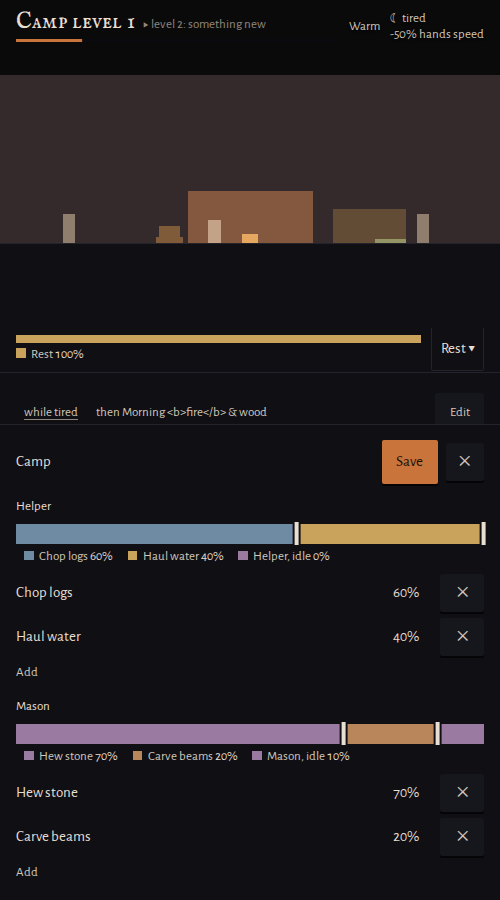 Camp level 1 ▸ level 2: something new
Warm
☾ tired
-50% hands speed
Rest 100%
Rest ▾
while tired then Morning <b>fire</b> & wood
Edit
Camp
Save ×
Helper
Chop logs 60% Haul water 40% Helper, idle 0%
Chop logs 60% ×
Haul water 40% ×
Add
Mason
Hew stone 70% Carve beams 20% Mason, idle 10%
Hew stone 70% ×
Carve beams 20% ×
Add